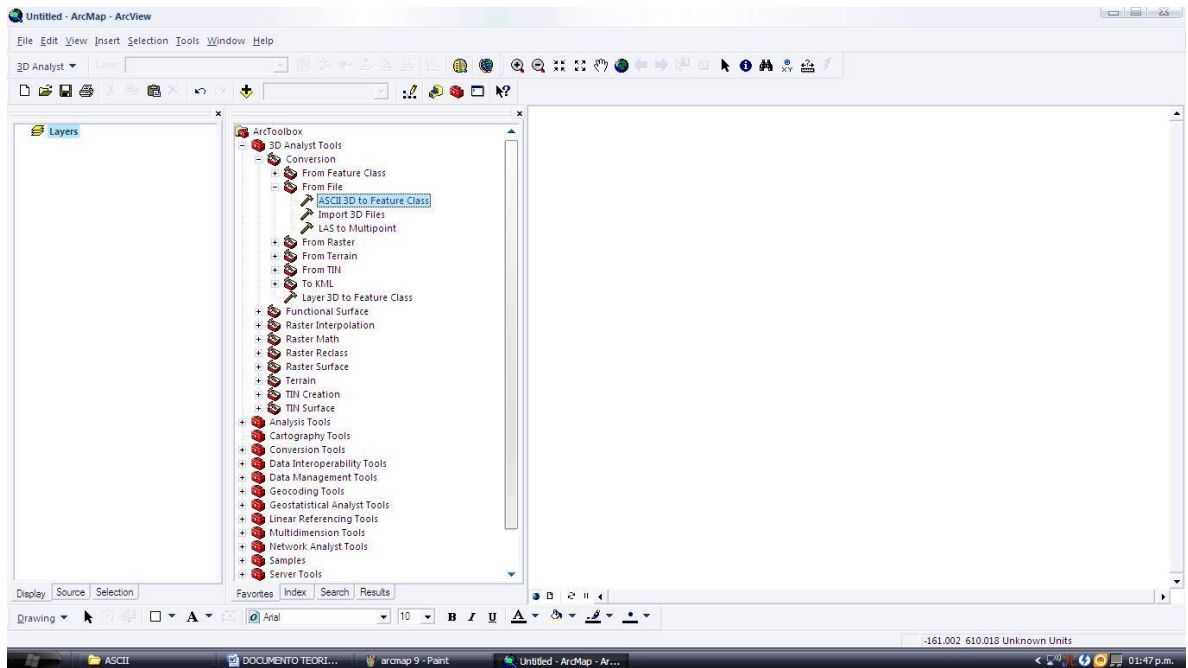 Untitled - ArcMap - ArcView
File Edit View Insert Selection Tools Window Help
3D Analyst Layer:
Layers
ArcToolbox
3D Analyst Tools
Conversion
From Feature Class
From File
ASCII 3D to Feature Class
Import 3D Files
LAS to Multipoint
From Raster
From Terrain
From TIN
To KML
Layer 3D to Feature Class
Functional Surface
Raster Interpolation
Raster Math
Raster Reclass
Raster Surface
Terrain
TIN Creation
TIN Surface
Analysis Tools
Cartography Tools
Conversion Tools
Data Interoperability Tools
Data Management Tools
Geocoding Tools
Geostatistical Analyst Tools
Linear Referencing Tools
Multidimension Tools
Network Analyst Tools
Samples
Server Tools
Display Source Selection
Favorites Index Search Results
Drawing A Arial 10 B I U A
-161.002 610.018 Unknown Units
ASCII DOCUMENTO TEORI... arcmap 9 - Paint Untitled - ArcMap - Ar... 01:47 p.m.